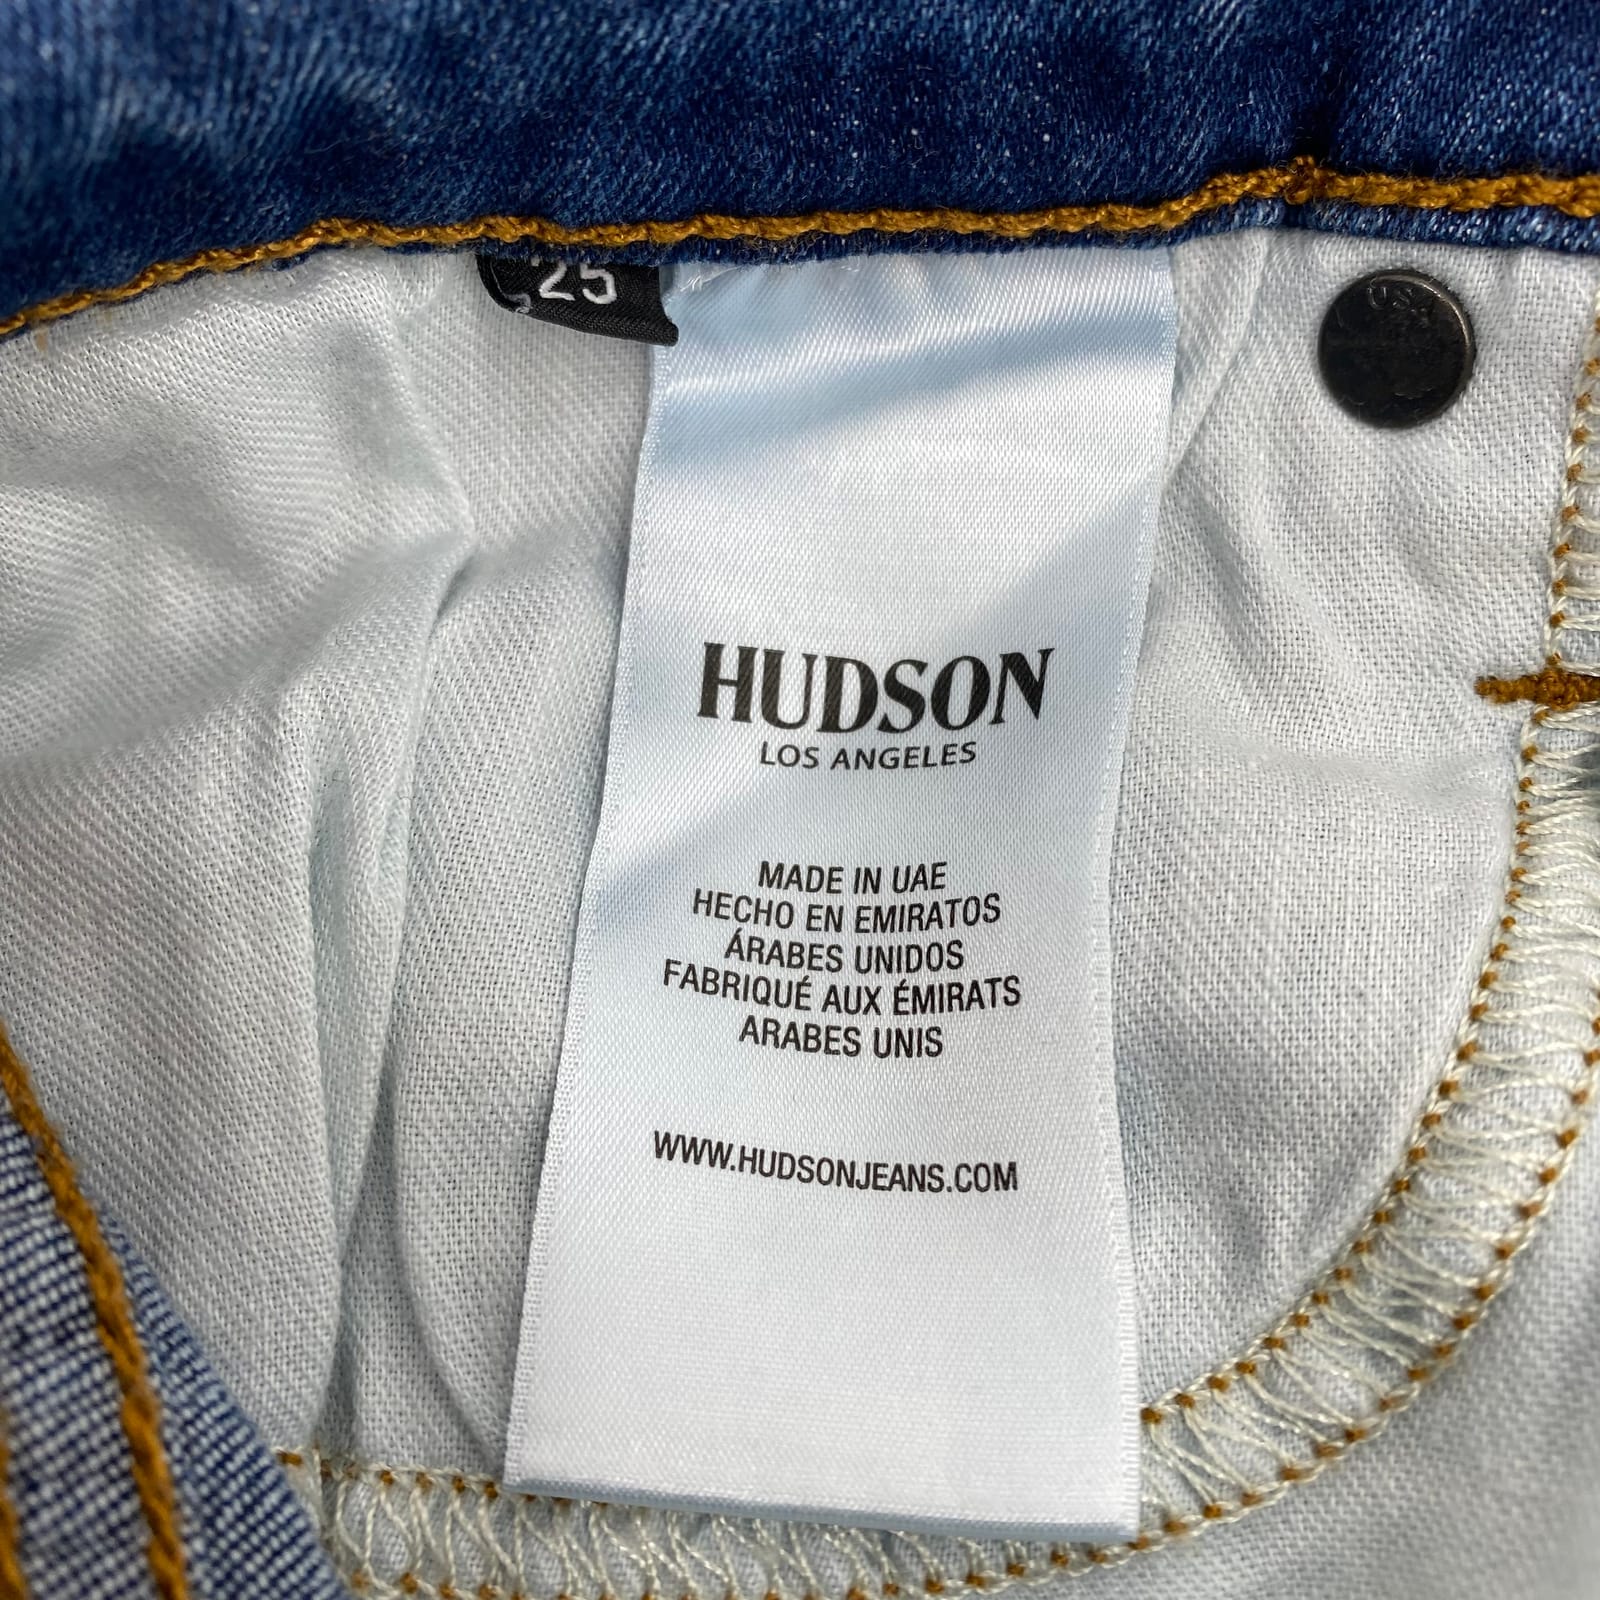 25
HUDSON
LOS ANGELES
MADE IN UAE
HECHO EN EMIRATOS
ÁRABES UNIDOS
FABRIQUÉ AUX ÉMIRATS
ARABES UNIS
WWW.HUDSONJEANS.COM